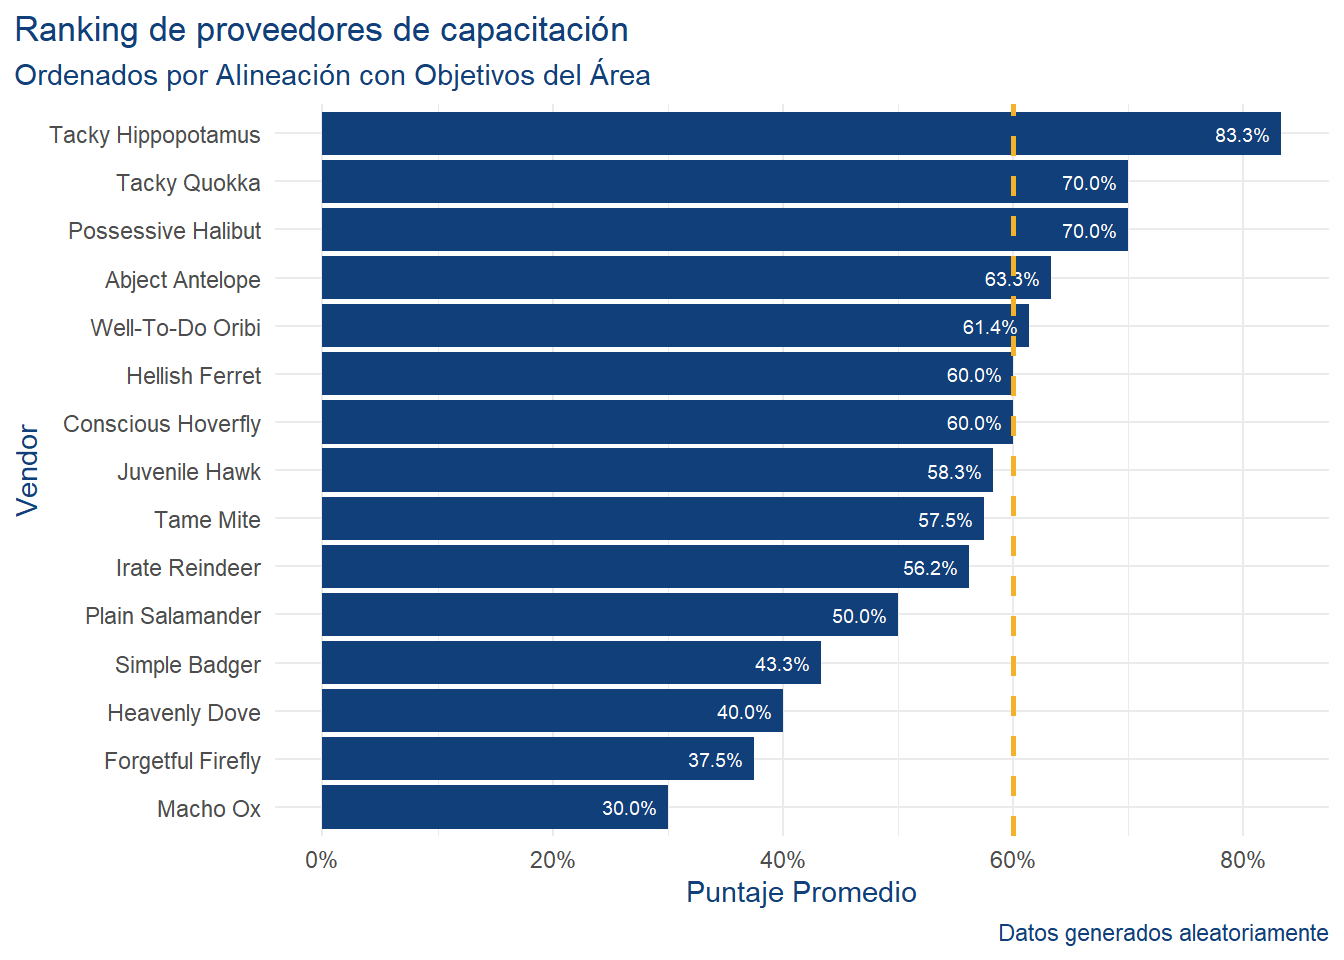 Ranking de proveedores de capacitación
Ordenados por Alineación con Objetivos del Área
Vendor
Tacky Hippopotamus 83.3%
Tacky Quokka 70.0%
Possessive Halibut 70.0%
Abject Antelope 63.3%
Well-To-Do Oribi 61.4%
Hellish Ferret 60.0%
Conscious Hoverfly 60.0%
Juvenile Hawk 58.3%
Tame Mite 57.5%
Irate Reindeer 56.2%
Plain Salamander 50.0%
Simple Badger 43.3%
Heavenly Dove 40.0%
Forgetful Firefly 37.5%
Macho Ox 30.0%
0% 20% 40% 60% 80%
Puntaje Promedio
Datos generados aleatoriamente